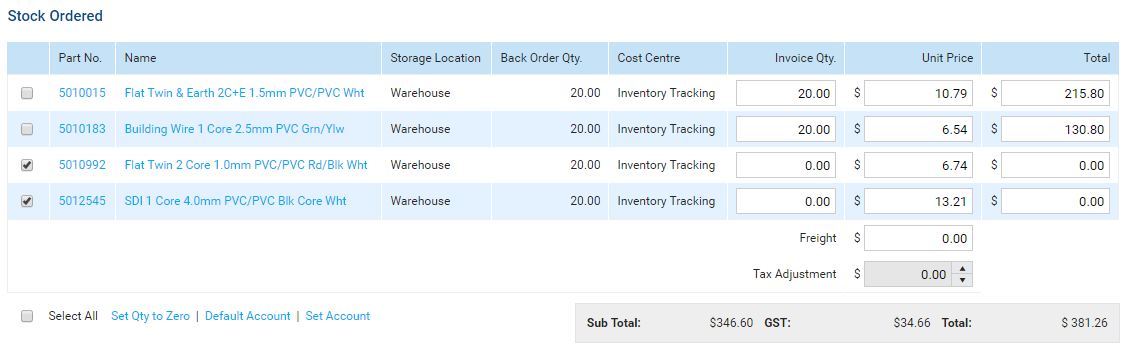 Stock Ordered
Part No. Name Storage Location Back Order Qty. Cost Centre Invoice Qty. Unit Price Total
5010015 Flat Twin & Earth 2C+E 1.5mm PVC/PVC Wht Warehouse 20.00 Inventory Tracking 20.00 $ 10.79 $ 215.80
5010183 Building Wire 1 Core 2.5mm PVC Grn/Ylw Warehouse 20.00 Inventory Tracking 20.00 $ 6.54 $ 130.80
5010992 Flat Twin 2 Core 1.0mm PVC/PVC Rd/Blk Wht Warehouse 20.00 Inventory Tracking 0.00 $ 6.74 $ 0.00
5012545 SDI 1 Core 4.0mm PVC/PVC Blk Core Wht Warehouse 20.00 Inventory Tracking 0.00 $ 13.21 $ 0.00
Freight $ 0.00
Tax Adjustment $ 0.00
Select All Set Qty to Zero | Default Account | Set Account Sub Total: $346.60 GST: $34.66 Total: $ 381.26